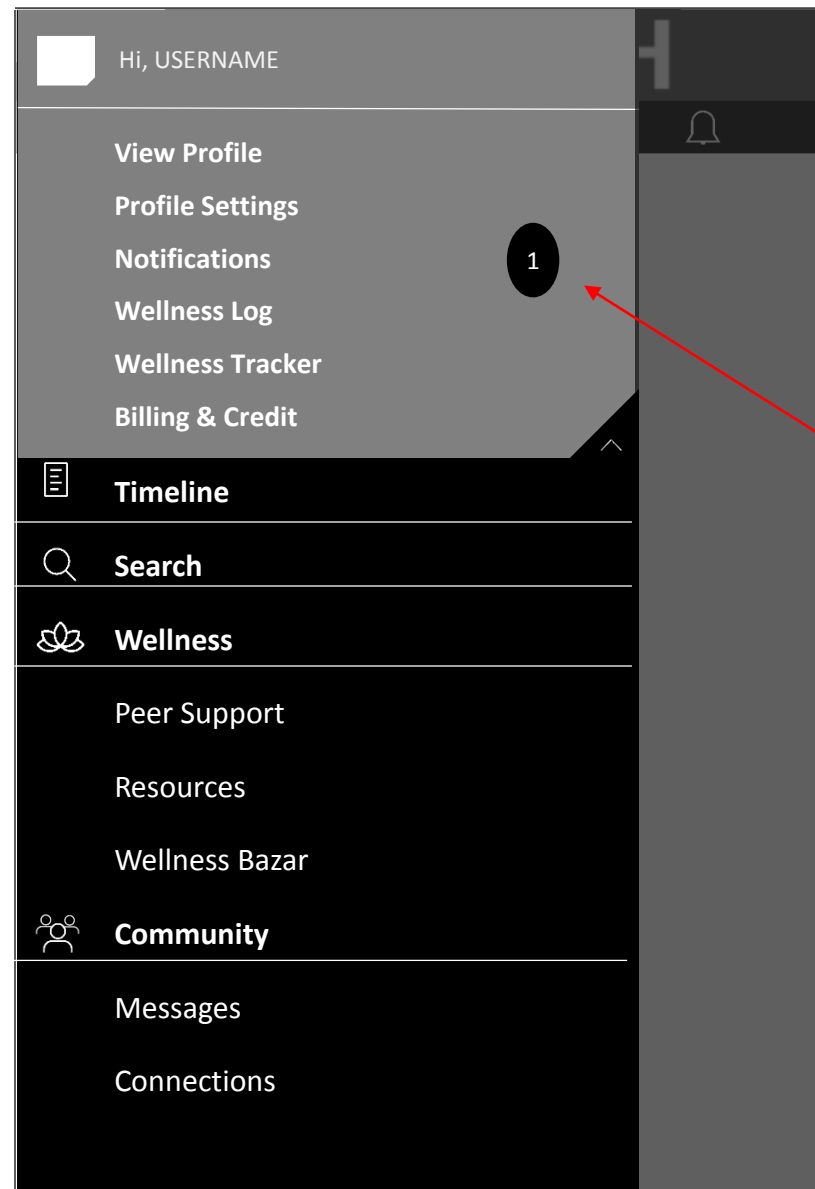 Hi, USERNAME
View Profile
Profile Settings
Notifications 1
Wellness Log
Wellness Tracker
Billing & Credit
Timeline
Search
Wellness
Peer Support
Resources
Wellness Bazar
Community
Messages
Connections